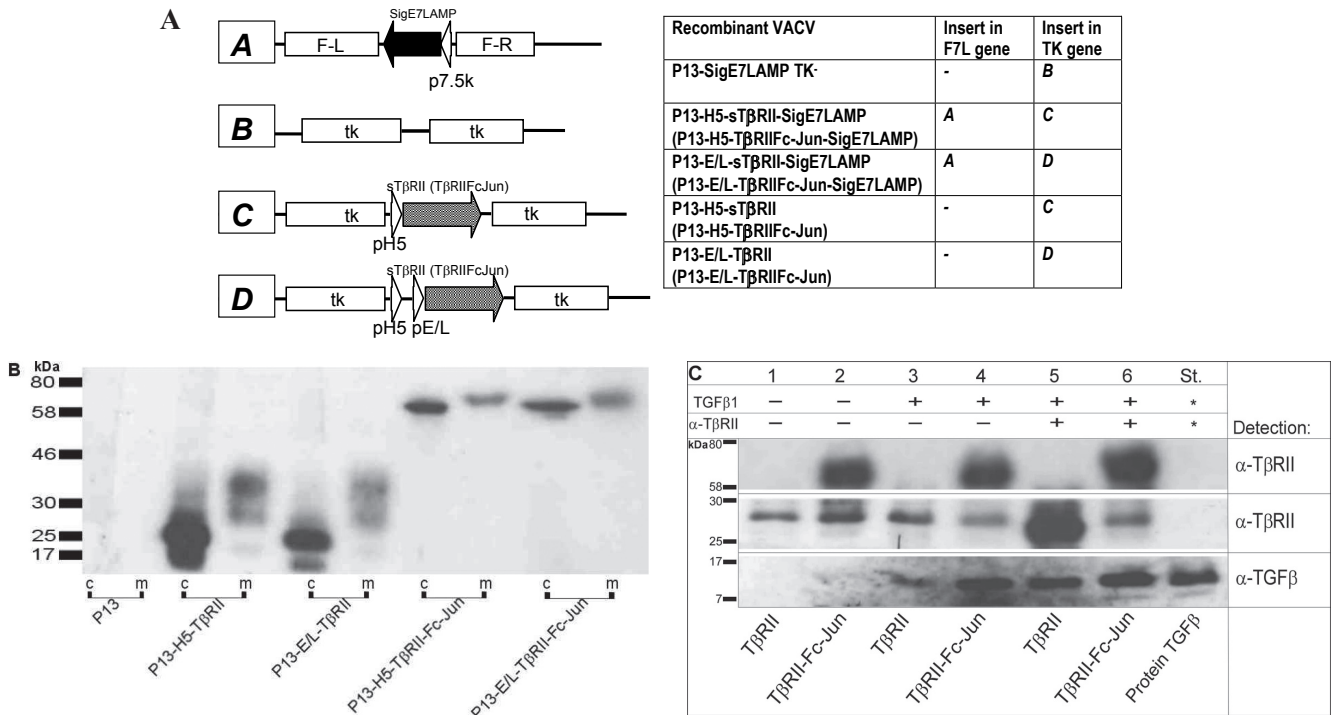 A
SigE7LAMP
A
F-L
F-R
p7.5k
B
tk
tk
sTβRII (TβRIIFcJun)
C
tk
tk
pH5
sTβRII (TβRIIFcJun)
D
tk
tk
pH5 pE/L
Recombinant VACV
Insert in F7L gene
Insert in TK gene
P13-SigE7LAMP TK-
-
B
P13-H5-sTβRII-SigE7LAMP
(P13-H5-TβRIIFc-Jun-SigE7LAMP)
A
C
P13-E/L-sTβRII-SigE7LAMP
(P13-E/L-TβRIIFc-Jun-SigE7LAMP)
A
D
P13-H5-sTβRII
(P13-H5-TβRIIFc-Jun)
-
C
P13-E/L-TβRII
(P13-E/L-TβRIIFc-Jun)
-
D
B
kDa
80
58
46
30
25
17
c m c m c m c m c m
P13
P13-H5-TβRII
P13-E/L-TβRII
P13-H5-TβRII-Fc-Jun
P13-E/L-TβRII-Fc-Jun
C 1 2 3 4 5 6 St.
TGFβ1 – – + + + + *
α-TβRII – – – – + + *
Detection:
kDa 80
58
α-TβRII
30
25
α-TβRII
17
7
α-TGFβ
TβRII
TβRII-Fc-Jun
TβRII
TβRII-Fc-Jun
TβRII
TβRII-Fc-Jun
Protein TGFβ